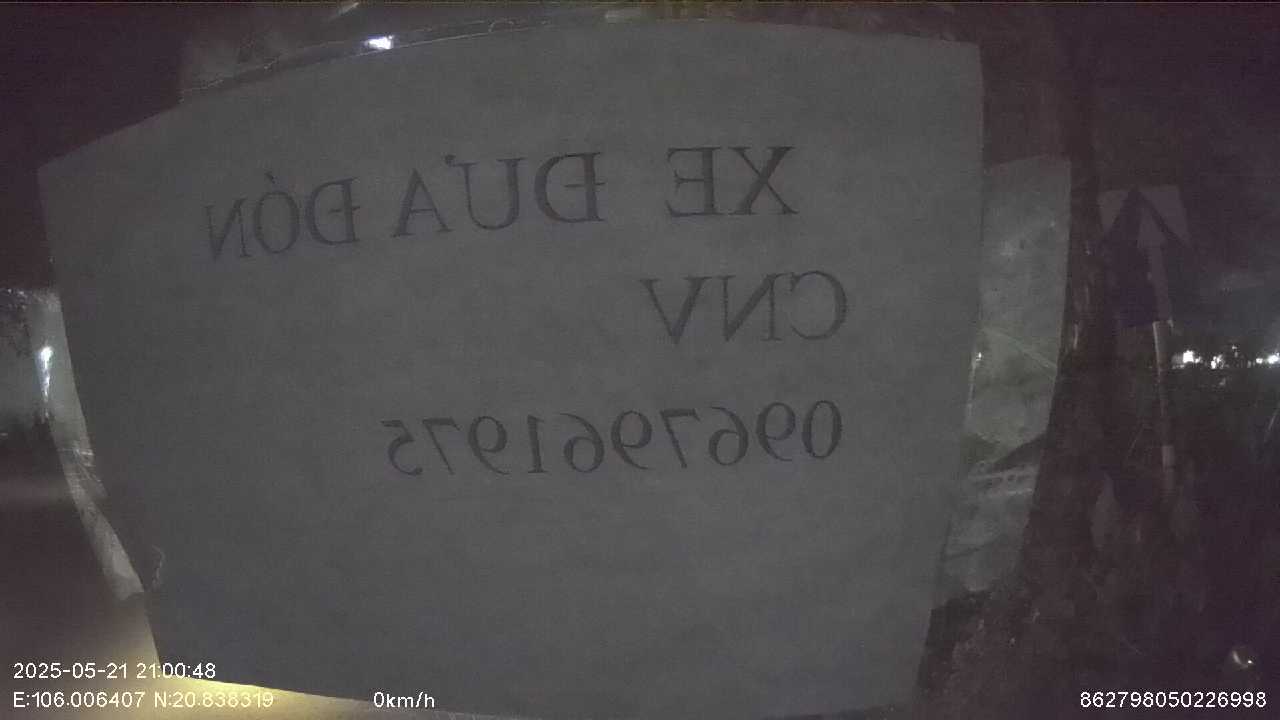 XE ĐƯA ĐÓN
CNV
0967961975
2025-05-21 21:00:48
E:106.006407 N:20.838319
0km/h
862798050226998